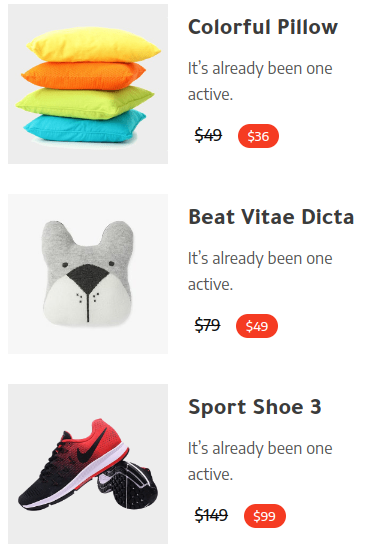 Colorful Pillow
It's already been one
active.
$49 $36
Beat Vitae Dicta
It's already been one
active.
$79 $49
Sport Shoe 3
It's already been one
active.
$149 $99